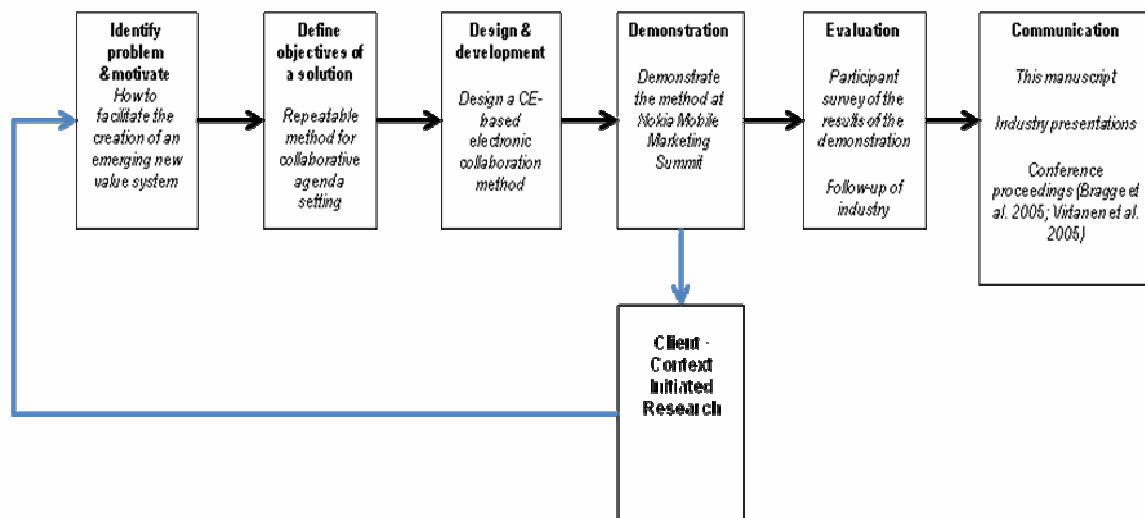 Identify
problem
& motivate
How to
facilitate the
creation of an
emerging new
value system
Define
objectives of
a solution
Repeatable
method for
collaborative
agenda
setting
Design &
development
Design a CE-
based
electronic
collaboration
method
Demonstration
Demonstrate
the method at
Nokia Mobile
Marketing
Summit
Evaluation
Participant
survey of the
results of the
demonstration
Follow-up of
industry
Communication
This manuscript
Industry presentations
Conference
proceedings (Bragge et
al. 2005; Virtanen et al.
2005)
Client -
Context
Initiated
Research